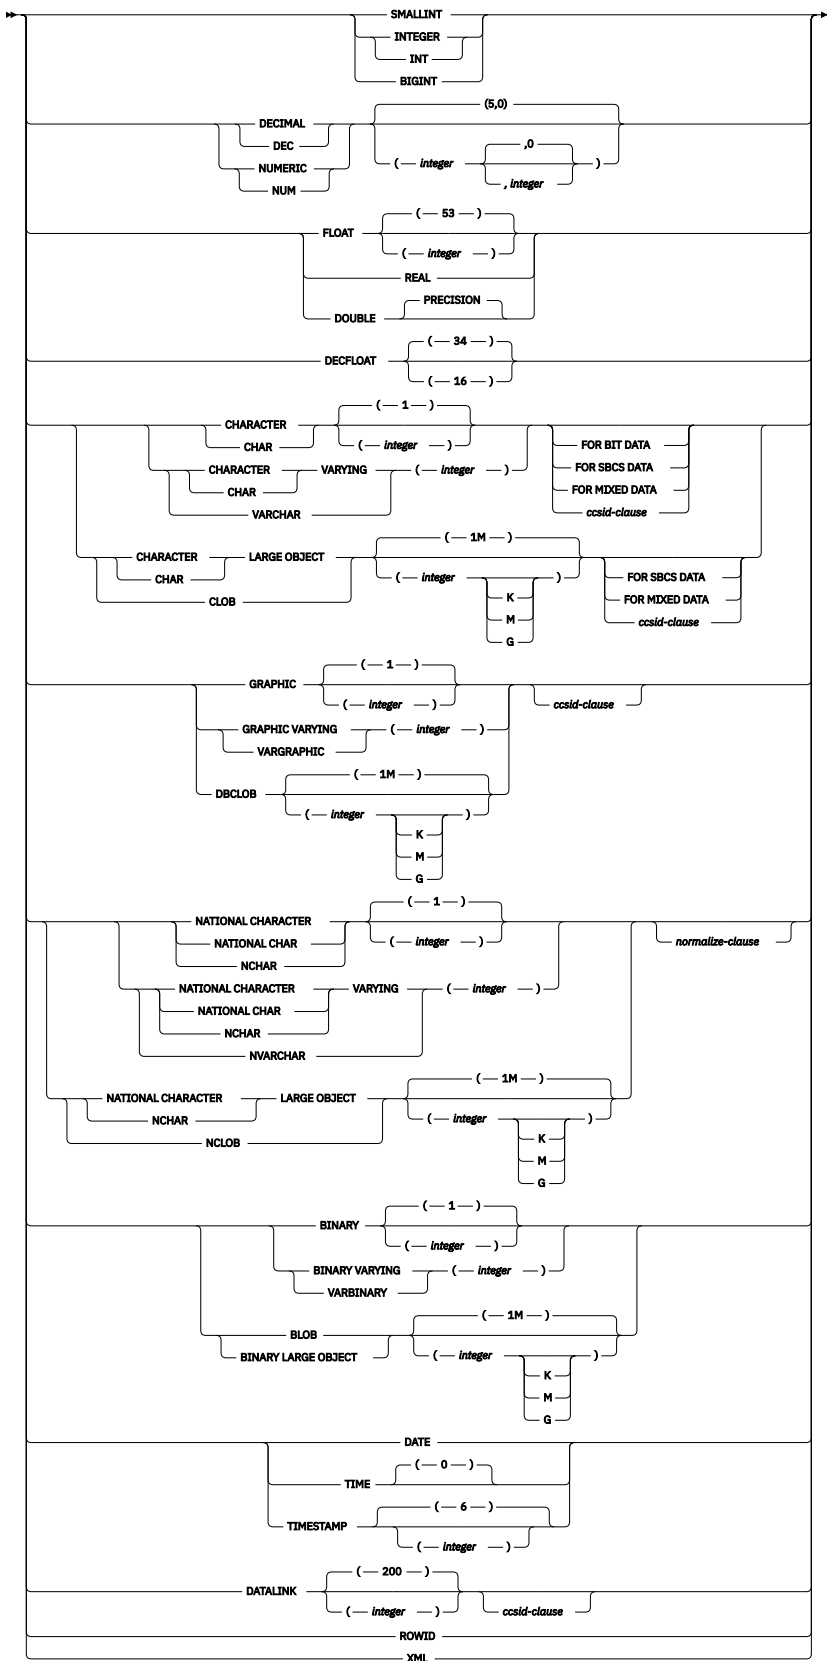 SMALLINT
INTEGER
INT
BIGINT
(5,0)
DECIMAL
DEC
,0
( integer )
NUMERIC
, integer
NUM
( 53 )
FLOAT
( integer )
REAL
PRECISION
DOUBLE
( 34 )
DECFLOAT
( 16 )
( 1 )
CHARACTER
CHAR ( integer ) FOR BIT DATA
CHARACTER VARYING ( integer ) FOR SBCS DATA
CHAR FOR MIXED DATA
VARCHAR ccsid-clause
( 1M )
CHARACTER LARGE OBJECT
CHAR ( integer ) FOR SBCS DATA
K
CLOB FOR MIXED DATA
M ccsid-clause
G
( 1 )
GRAPHIC
( integer ) ccsid-clause
GRAPHIC VARYING ( integer )
VARGRAPHIC
( 1M )
DBCLOB
( integer )
K
M
G
( 1 )
NATIONAL CHARACTER
NATIONAL CHAR ( integer ) normalize-clause
NCHAR
NATIONAL CHARACTER VARYING ( integer )
NATIONAL CHAR
NCHAR
NVARCHAR
( 1M )
NATIONAL CHARACTER LARGE OBJECT
NCHAR ( integer )
K
NCLOB
M
G
( 1 )
BINARY
( integer )
BINARY VARYING ( integer )
VARBINARY
( 1M )
BLOB
BINARY LARGE OBJECT ( integer )
K
M
G
DATE
( 0 )
TIME
( 6 )
TIMESTAMP
( integer )
( 200 )
DATALINK
( integer ) ccsid-clause
ROWID
XML